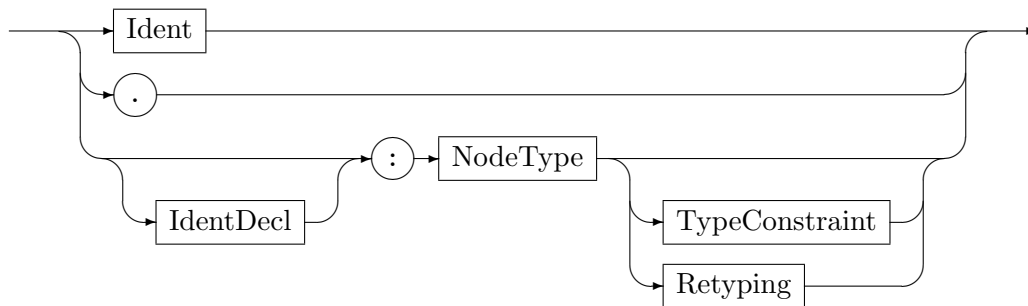 Ident
.
: NodeType
IdentDecl TypeConstraint
Retyping